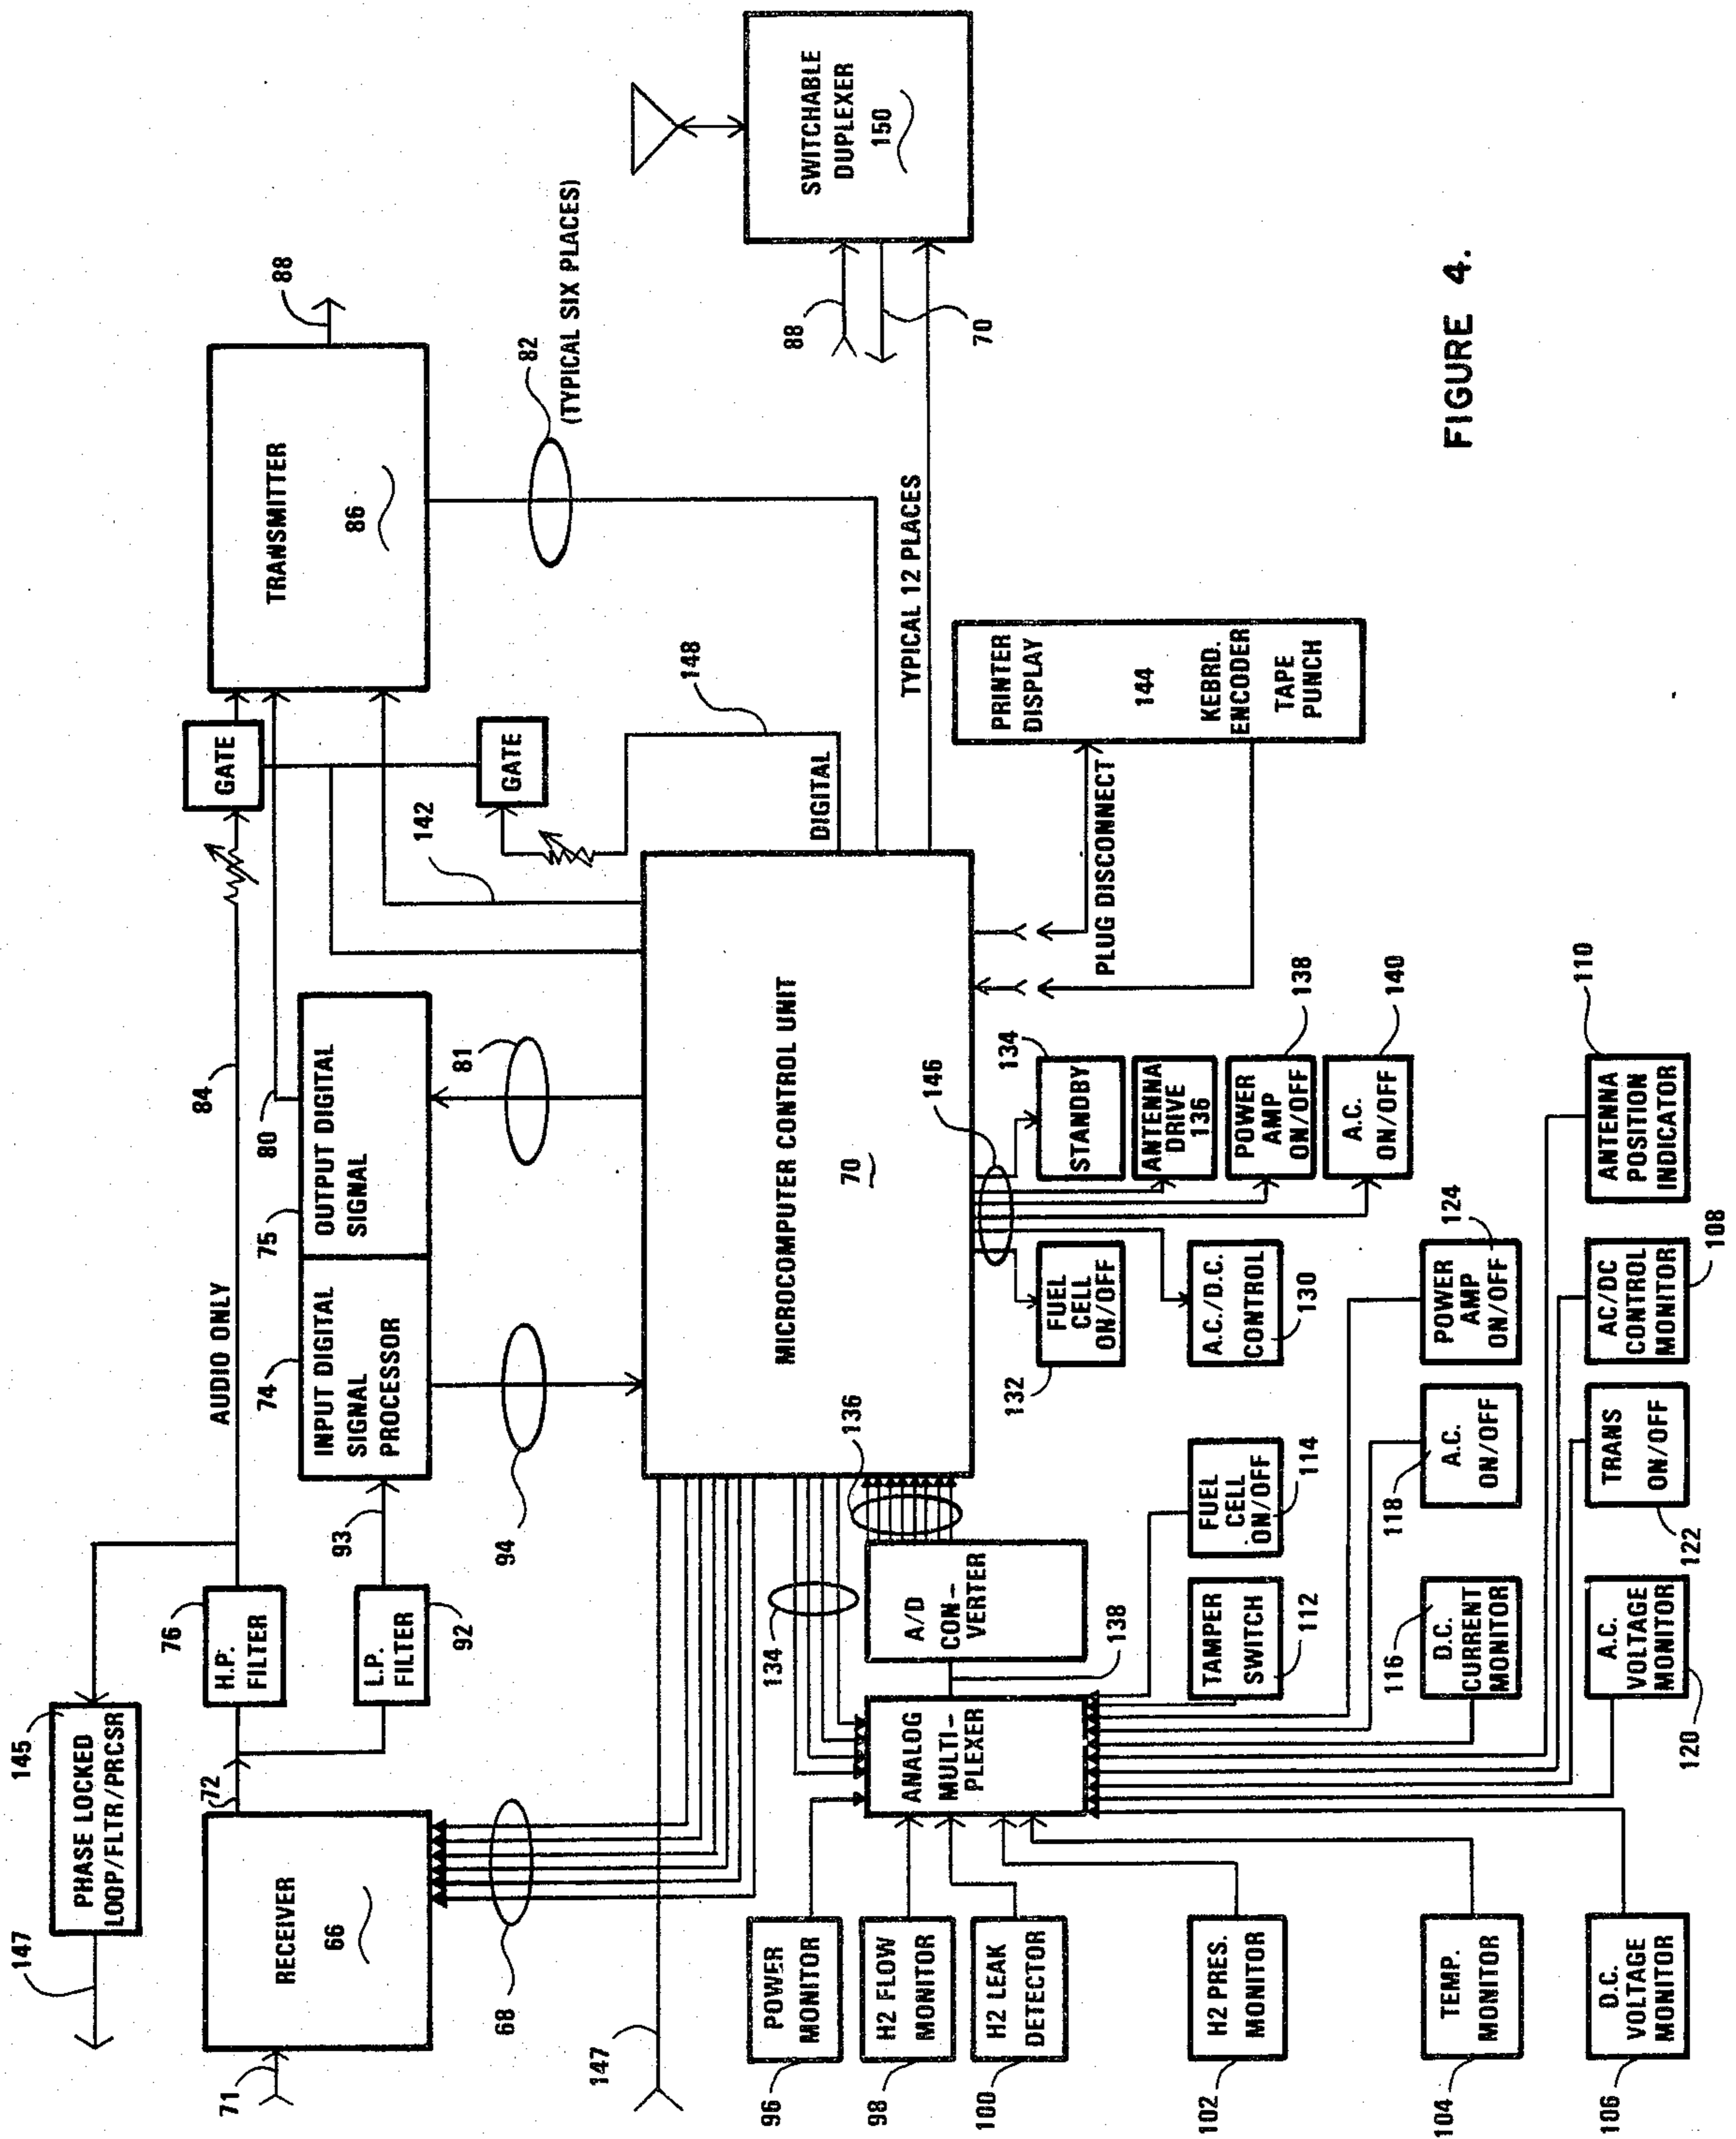 147
145
PHASE LOCKED
LOOP/FLTR/PRCSR
71
RECEIVER
66
72
76
H.P.
FILTER
L.P.
FILTER
92
93
AUDIO ONLY
84
74
INPUT DIGITAL
SIGNAL
PROCESSOR
75
OUTPUT DIGITAL
SIGNAL
80
GATE
GATE
TRANSMITTER
86
88
82
(TYPICAL SIX PLACES)
68
94
81
142
148
DIGITAL
147
MICROCOMPUTER CONTROL UNIT
70
SWITCHABLE
DUPLEXER
150
88
70
TYPICAL 12 PLACES
134
136
A/D
CON-
VERTER
138
ANALOG
MULTI-
PLEXER
146
PLUG DISCONNECT
PRINTER
DISPLAY
144
KEBRD.
ENCODER
TAPE
PUNCH
96
POWER
MONITOR
98
H2 FLOW
MONITOR
100
H2 LEAK
DETECTOR
102
H2 PRES.
MONITOR
104
TEMP.
MONITOR
106
D.C.
VOLTAGE
MONITOR
TAMPER
SWITCH
112
FUEL
CELL
ON/OFF
114
132
FUEL
CELL
ON/OFF
A.C./D.C.
CONTROL
130
134
STANDBY
ANTENNA
DRIVE
136
POWER
AMP
ON/OFF
138
A.C.
ON/OFF
140
116
D.C.
CURRENT
MONITOR
118
A.C.
ON/OFF
POWER
AMP
ON/OFF
124
A.C.
VOLTAGE
MONITOR
120
TRANS
ON/OFF
122
AC/DC
CONTROL
MONITOR
108
ANTENNA
POSITION
INDICATOR
110
FIGURE 4.